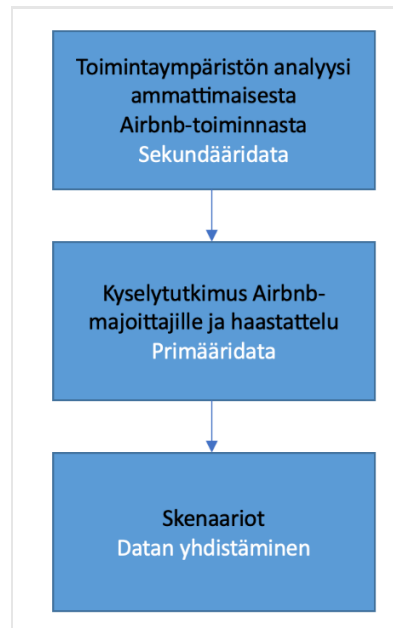 Toimintaympäristön analyysi
ammattimaisesta
Airbnb-toiminnasta
Sekundääridata
Kyselytutkimus Airbnb-
majoittajille ja haastattelu
Primääridata
Skenaariot
Datan yhdistäminen